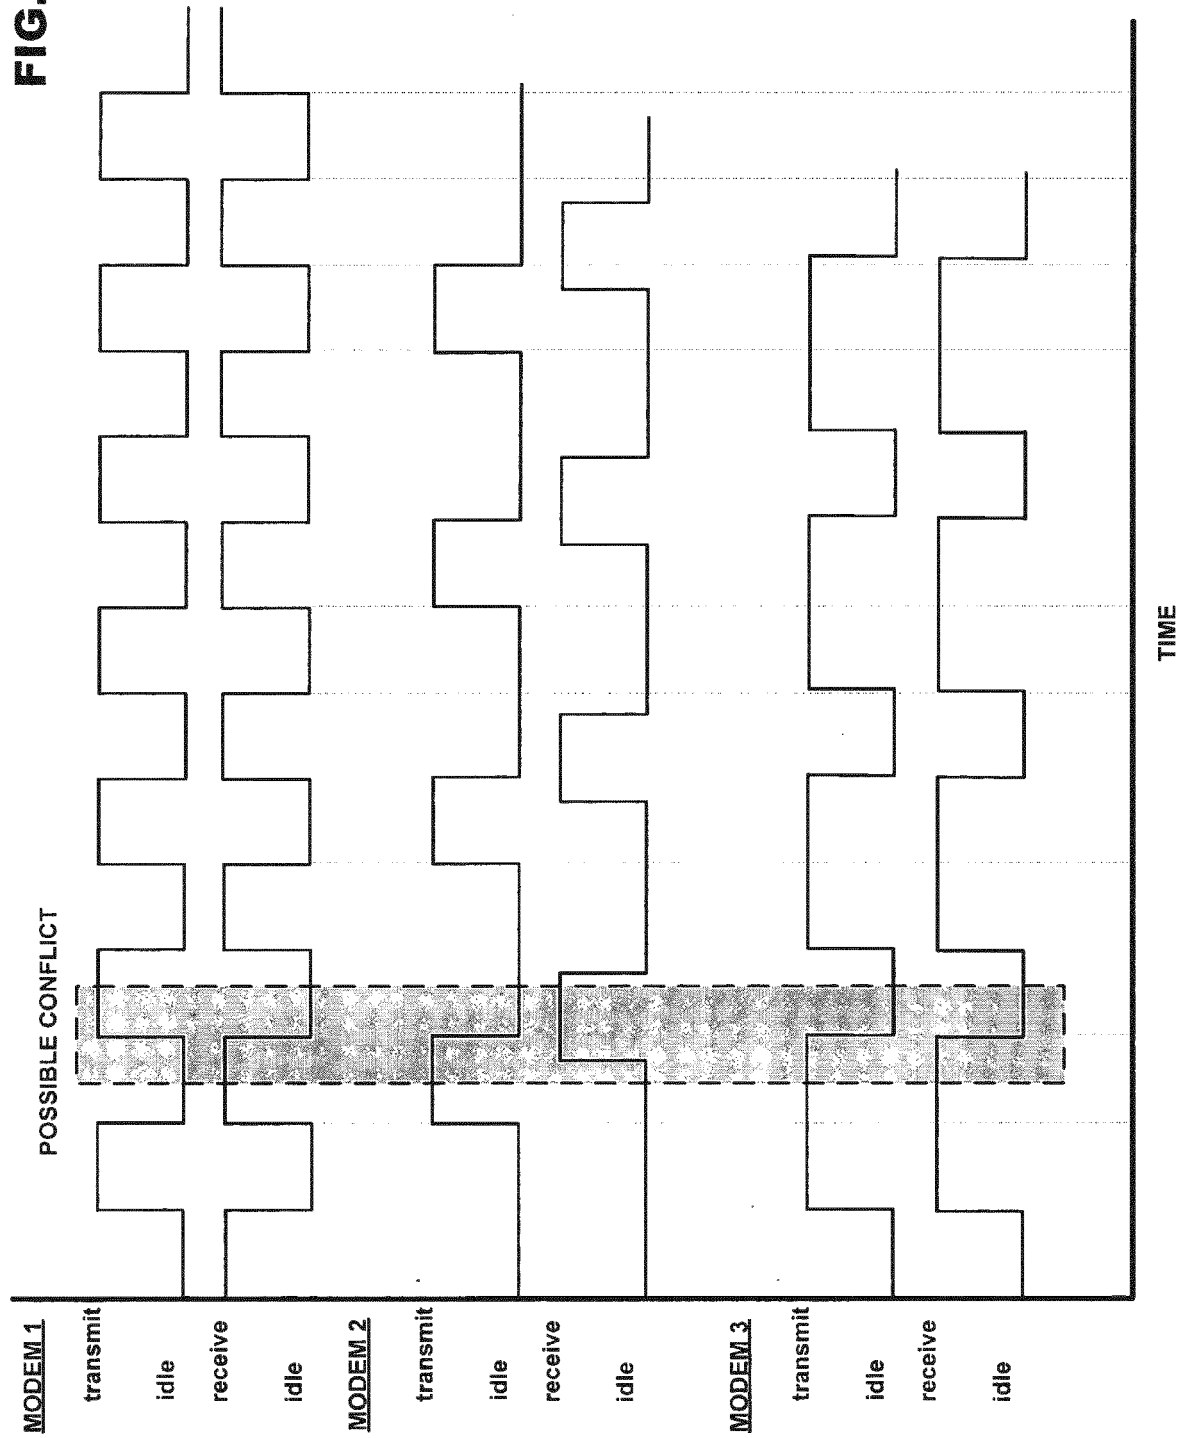 FIG.
POSSIBLE CONFLICT
MODEM 1
transmit
idle
receive
idle
MODEM 2
transmit
idle
receive
idle
MODEM 3
transmit
idle
receive
idle
TIME